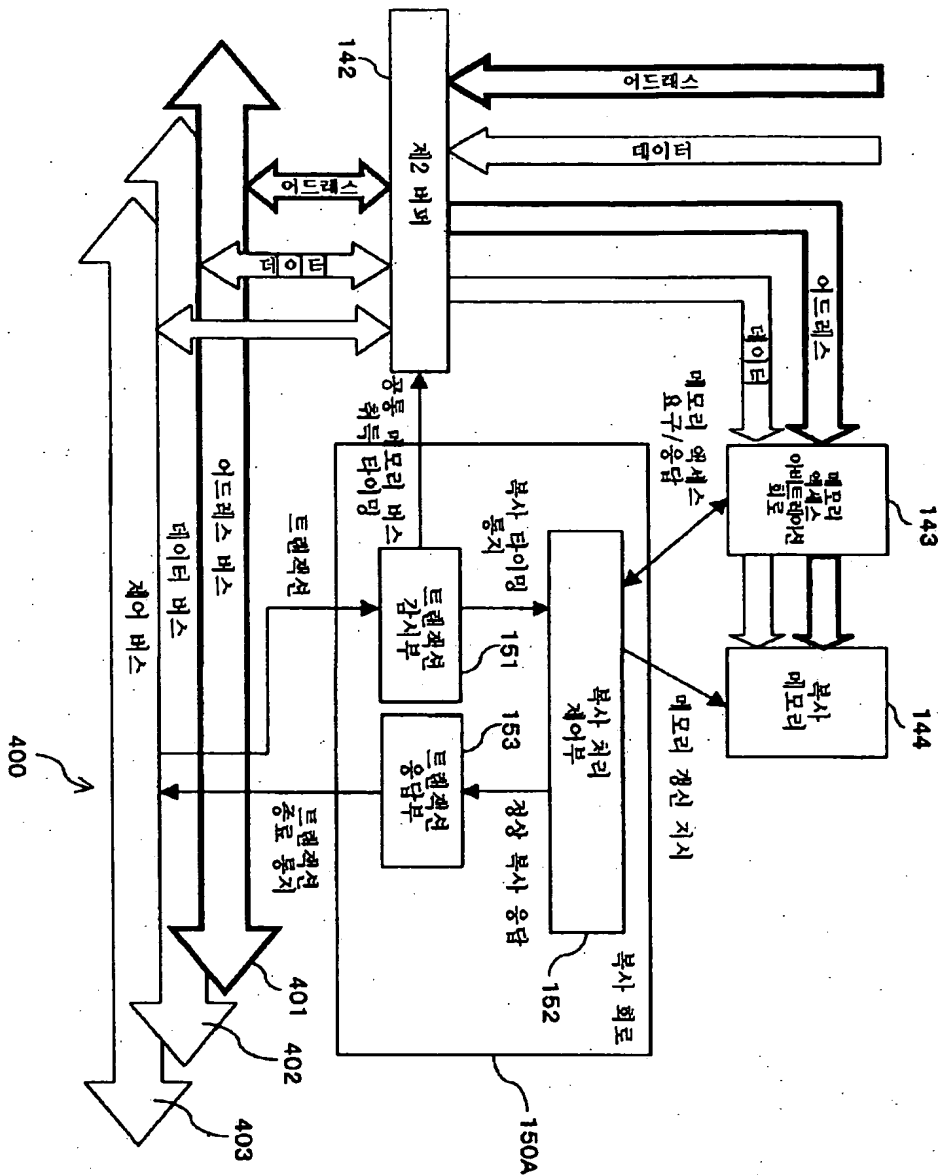 143
144
메모리
액세스
아비트레이션
회로
복사
메모리
어드레스
데이터
메모리 액세스
요구/응답
메모리 갱신 지시
복사 회로
150A
어드레스
데이터
복사 처리
제어부
152
복사 타이밍
통지
정상 복사 응답
142
제2 버퍼
공통 메모리 버스
취득 타이밍
트랜잭션
감시부
151
트랜잭션
응답부
153
어드레스
데이터
트랜잭션
트랜잭션
종료 통지
어드레스 버스
401
데이터 버스
402
제어 버스
403
400